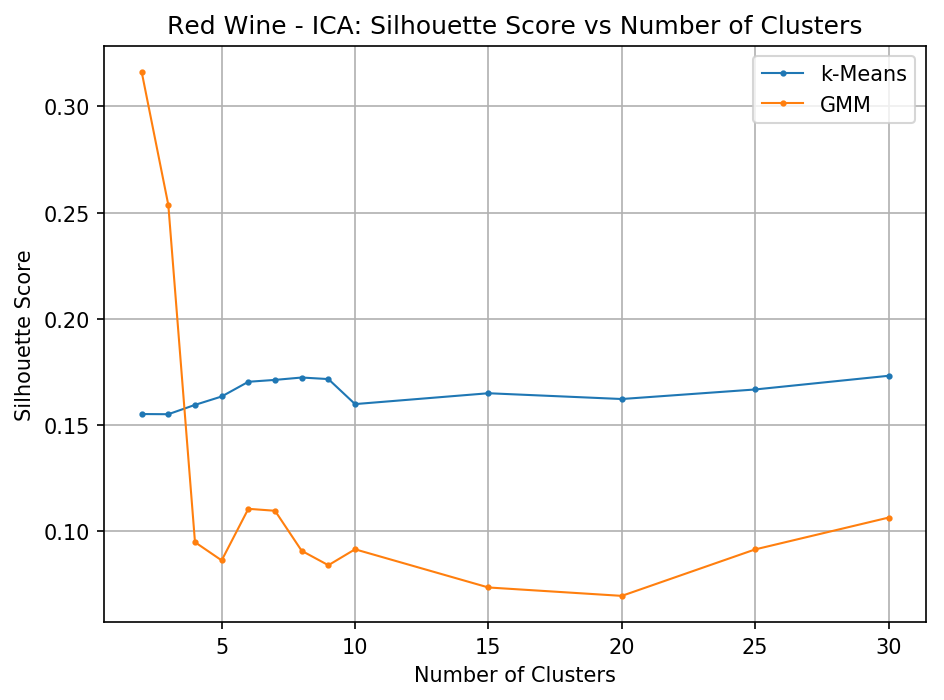 Red Wine - ICA: Silhouette Score vs Number of Clusters
k-Means
GMM
Silhouette Score
0.30
0.25
0.20
0.15
0.10
5 10 15 20 25 30
Number of Clusters